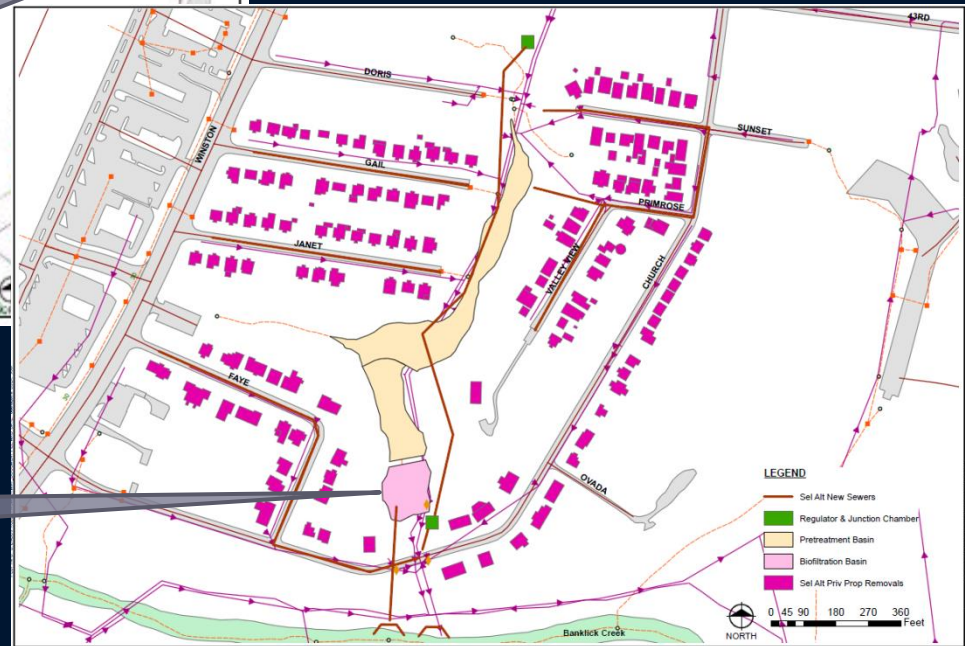 43RD
DORIS
SUNSET
WINSTON
GAIL
PRIMROSE
JANET
VALLEY VIEW
CHURCH
FAYE
OVADA
LEGEND
Sel Alt New Sewers
Regulator & Junction Chamber
Pretreatment Basin
Biofiltration Basin
Sel Alt Priv Prop Removals
0 45 90 180 270 360
Feet
NORTH
Banklick Creek